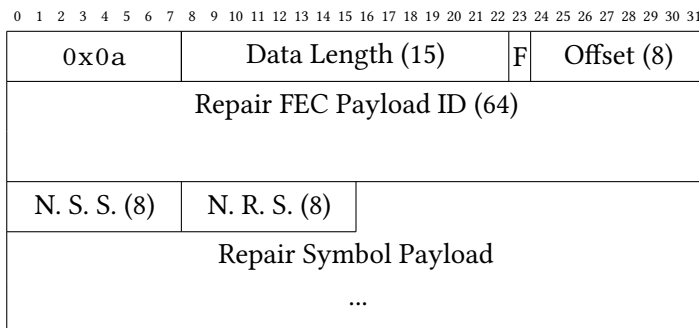 0 1 2 3 4 5 6 7 8 9 10 11 12 13 14 15 16 17 18 19 20 21 22 23 24 25 26 27 28 29 30 31
0x0a Data Length (15) F Offset (8)
Repair FEC Payload ID (64)
N. S. S. (8) N. R. S. (8)
Repair Symbol Payload
...